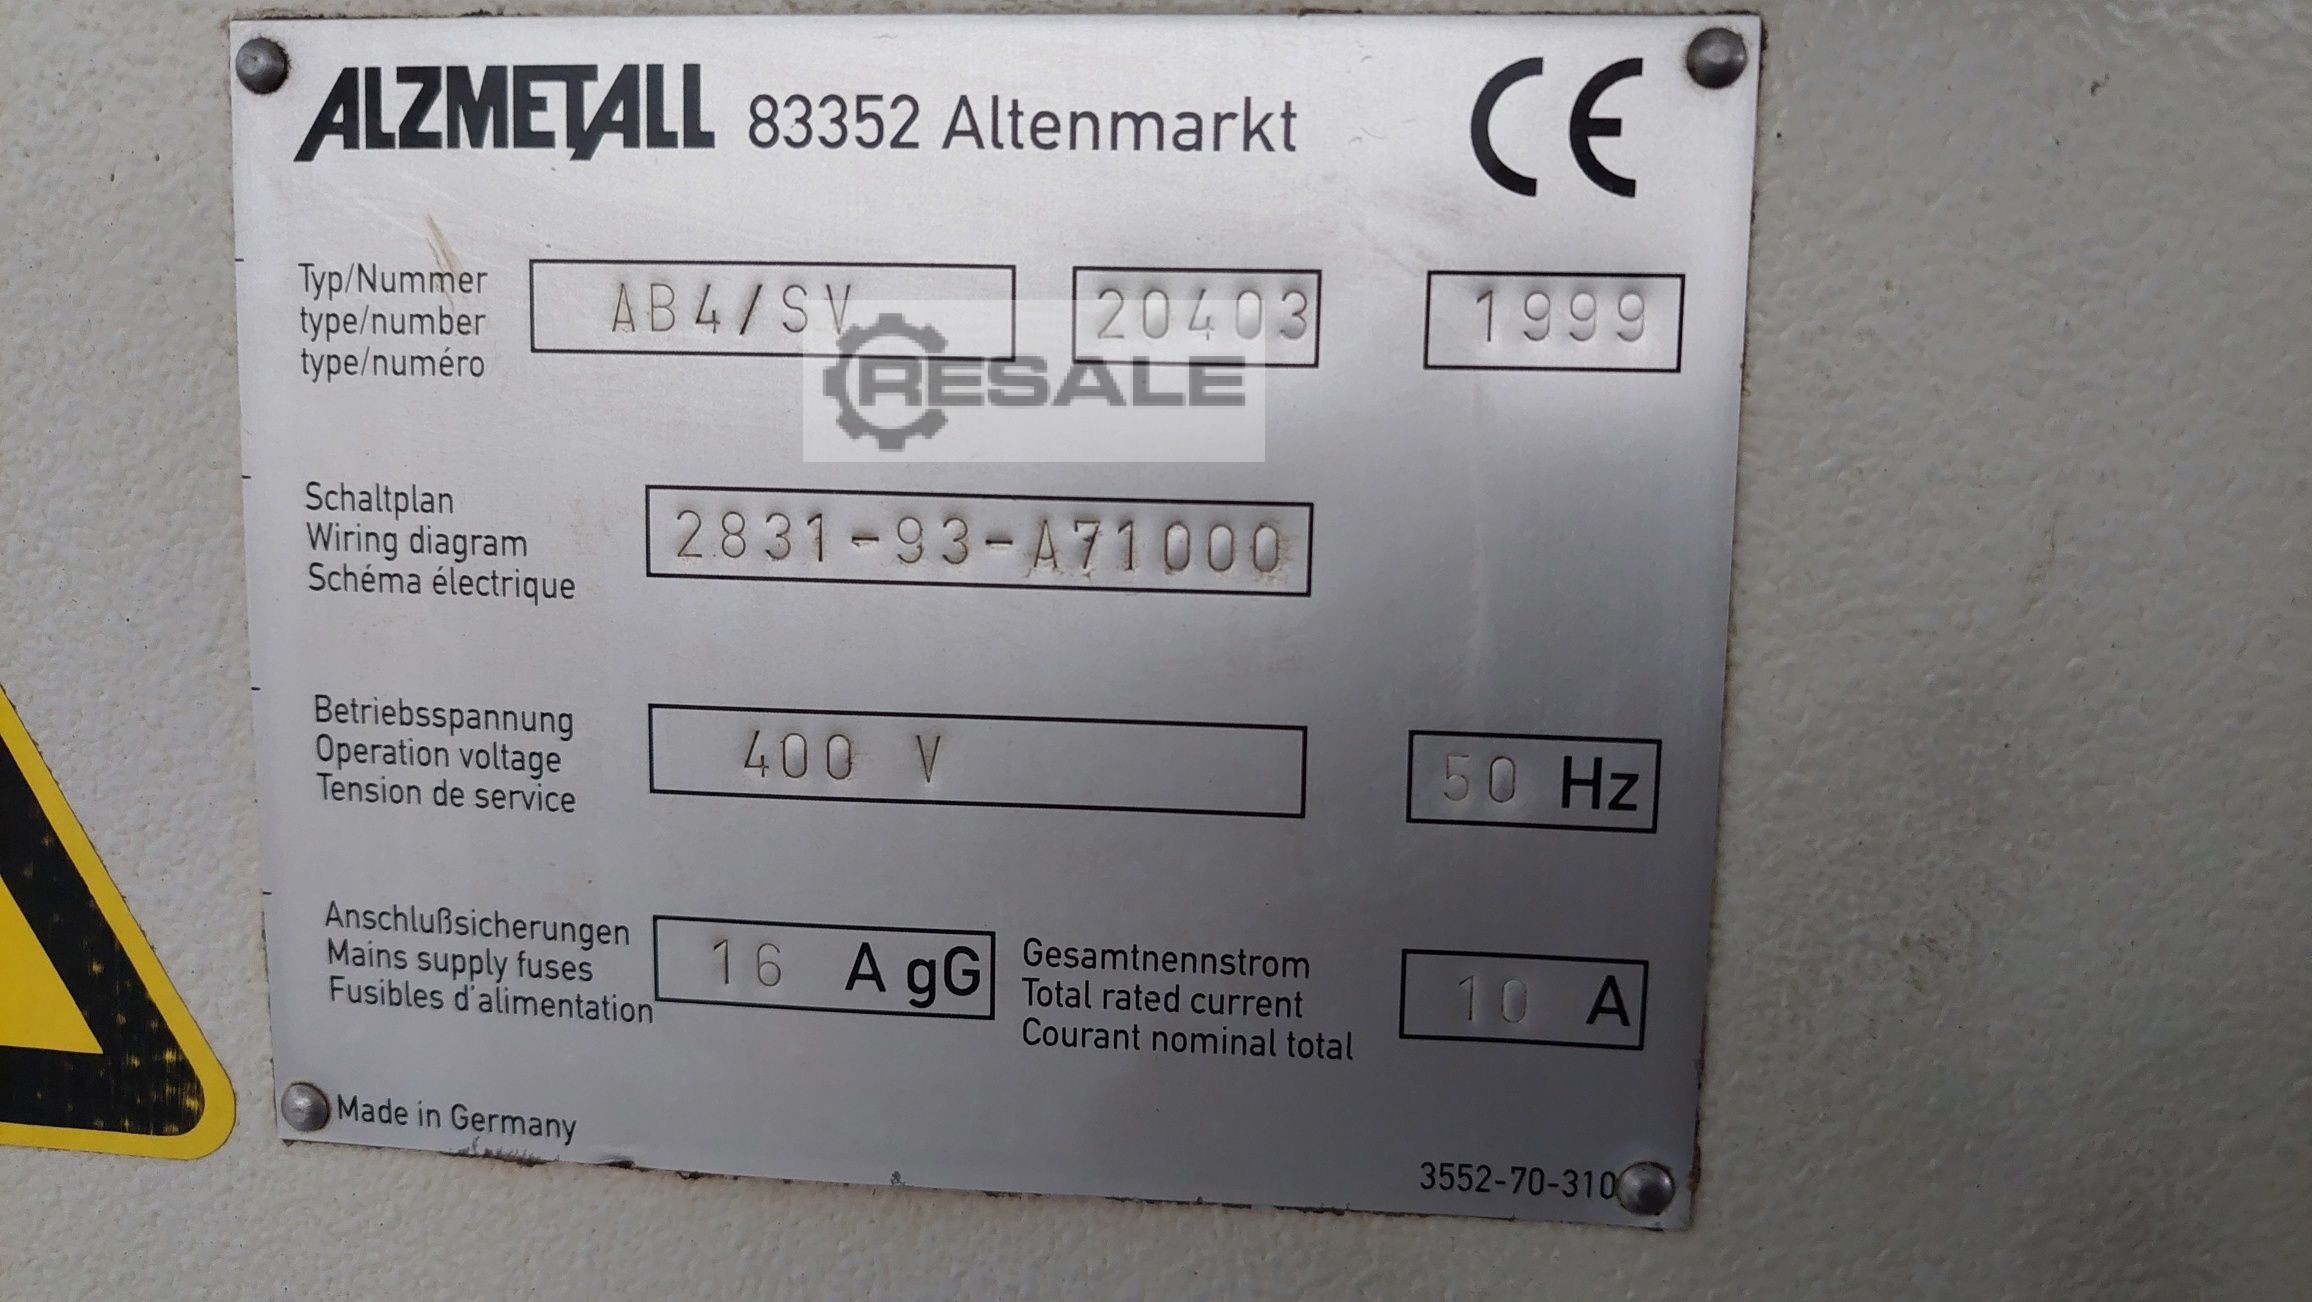 ALZMETALL 83352 Altenmarkt CE
Typ/Nummer
type/number
type/numéro
AB4/SV 20403 1999
RESALE
Schaltplan
Wiring diagram
Schéma électrique
2831-93-A71000
Betriebsspannung
Operation voltage
Tension de service
400 V 50 Hz
Anschlußsicherungen
Mains supply fuses
Fusibles d'alimentation
16 A gG
Gesamtnennstrom
Total rated current
Courant nominal total
10 A
Made in Germany
3552-70-310